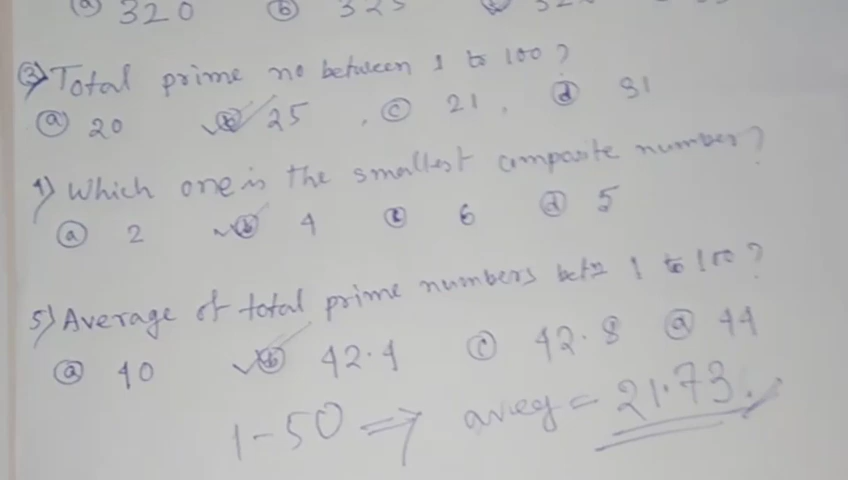 (a) 320 (b) 325
(3) Total prime no between 1 to 100?
(a) 20 (b) 25 , (c) 21 , (d) 31
4) Which one is the smallest composite number?
(a) 2 (b) 4 (c) 6 (d) 5
5) Average of total prime numbers betn 1 to 100?
(a) 40 (b) 42.4 (c) 42.8 (d) 44
1-50 ⇒ aveg = 21.73.